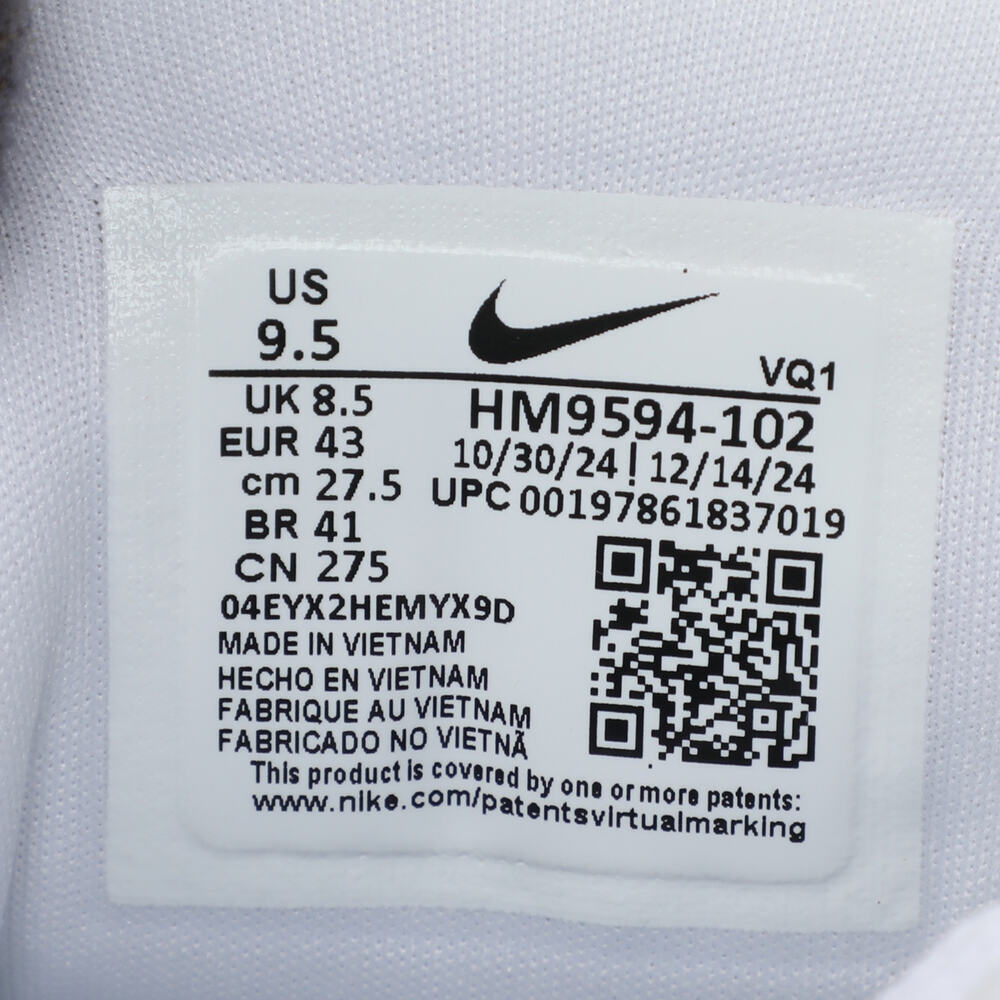 US
9.5
VQ1
UK 8.5
HM9594-102
EUR 43
10/30/24 | 12/14/24
cm 27.5
UPC 00197861837019
BR 41
CN 275
04EYX2HEMYX9D
MADE IN VIETNAM
HECHO EN VIETNAM
FABRIQUE AU VIETNAM
FABRICADO NO VIETNÃ
This product is covered by one or more patents:
www.nike.com/patentsvirtualmarking